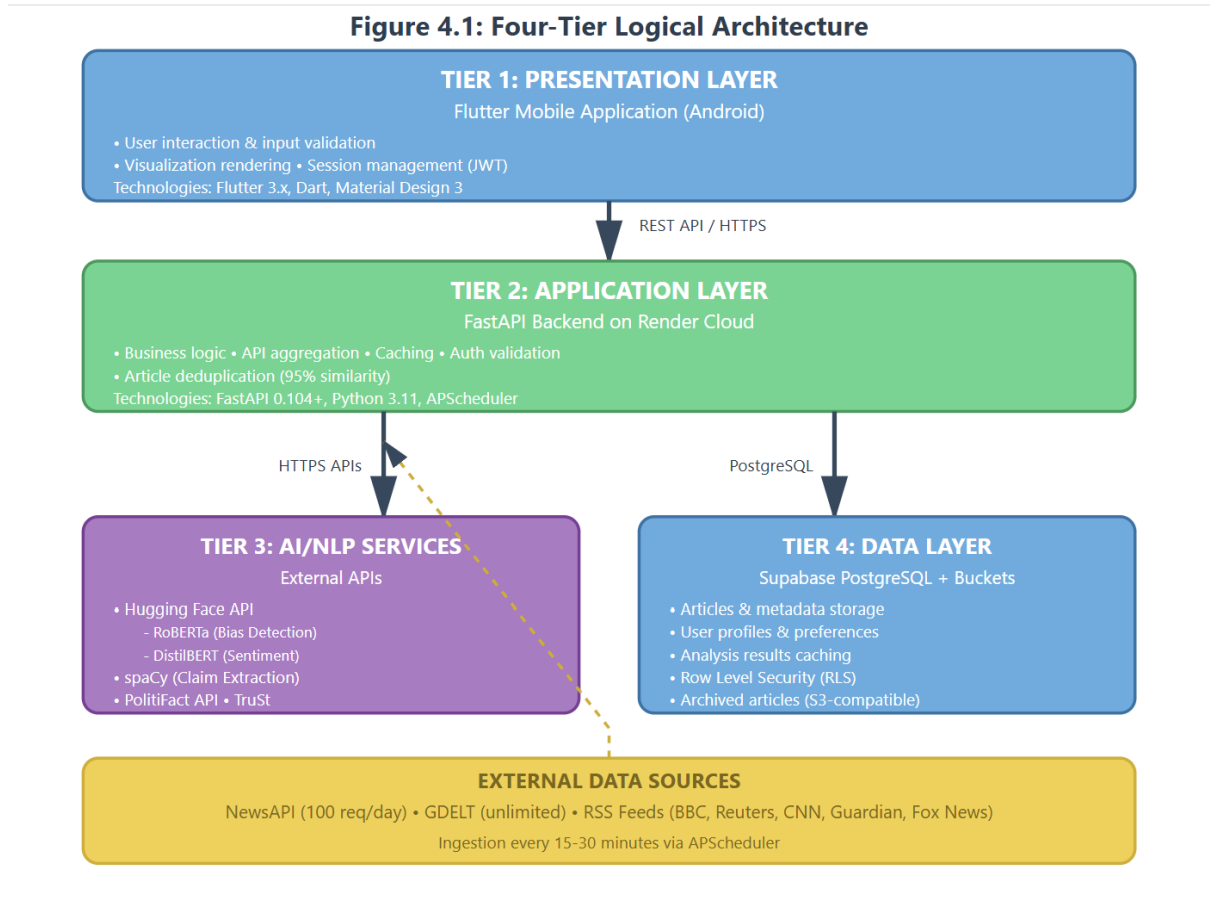 Figure 4.1: Four-Tier Logical Architecture
TIER 1: PRESENTATION LAYER
Flutter Mobile Application (Android)
• User interaction & input validation
• Visualization rendering • Session management (JWT)
Technologies: Flutter 3.x, Dart, Material Design 3
REST API / HTTPS
TIER 2: APPLICATION LAYER
FastAPI Backend on Render Cloud
• Business logic • API aggregation • Caching • Auth validation
• Article deduplication (95% similarity)
Technologies: FastAPI 0.104+, Python 3.11, APScheduler
HTTPS APIs
PostgreSQL
TIER 3: AI/NLP SERVICES
External APIs
• Hugging Face API
- RoBERTa (Bias Detection)
- DistilBERT (Sentiment)
• spaCy (Claim Extraction)
• PolitiFact API • TruSt
TIER 4: DATA LAYER
Supabase PostgreSQL + Buckets
• Articles & metadata storage
• User profiles & preferences
• Analysis results caching
• Row Level Security (RLS)
• Archived articles (S3-compatible)
EXTERNAL DATA SOURCES
NewsAPI (100 req/day) • GDELT (unlimited) • RSS Feeds (BBC, Reuters, CNN, Guardian, Fox News)
Ingestion every 15-30 minutes via APScheduler